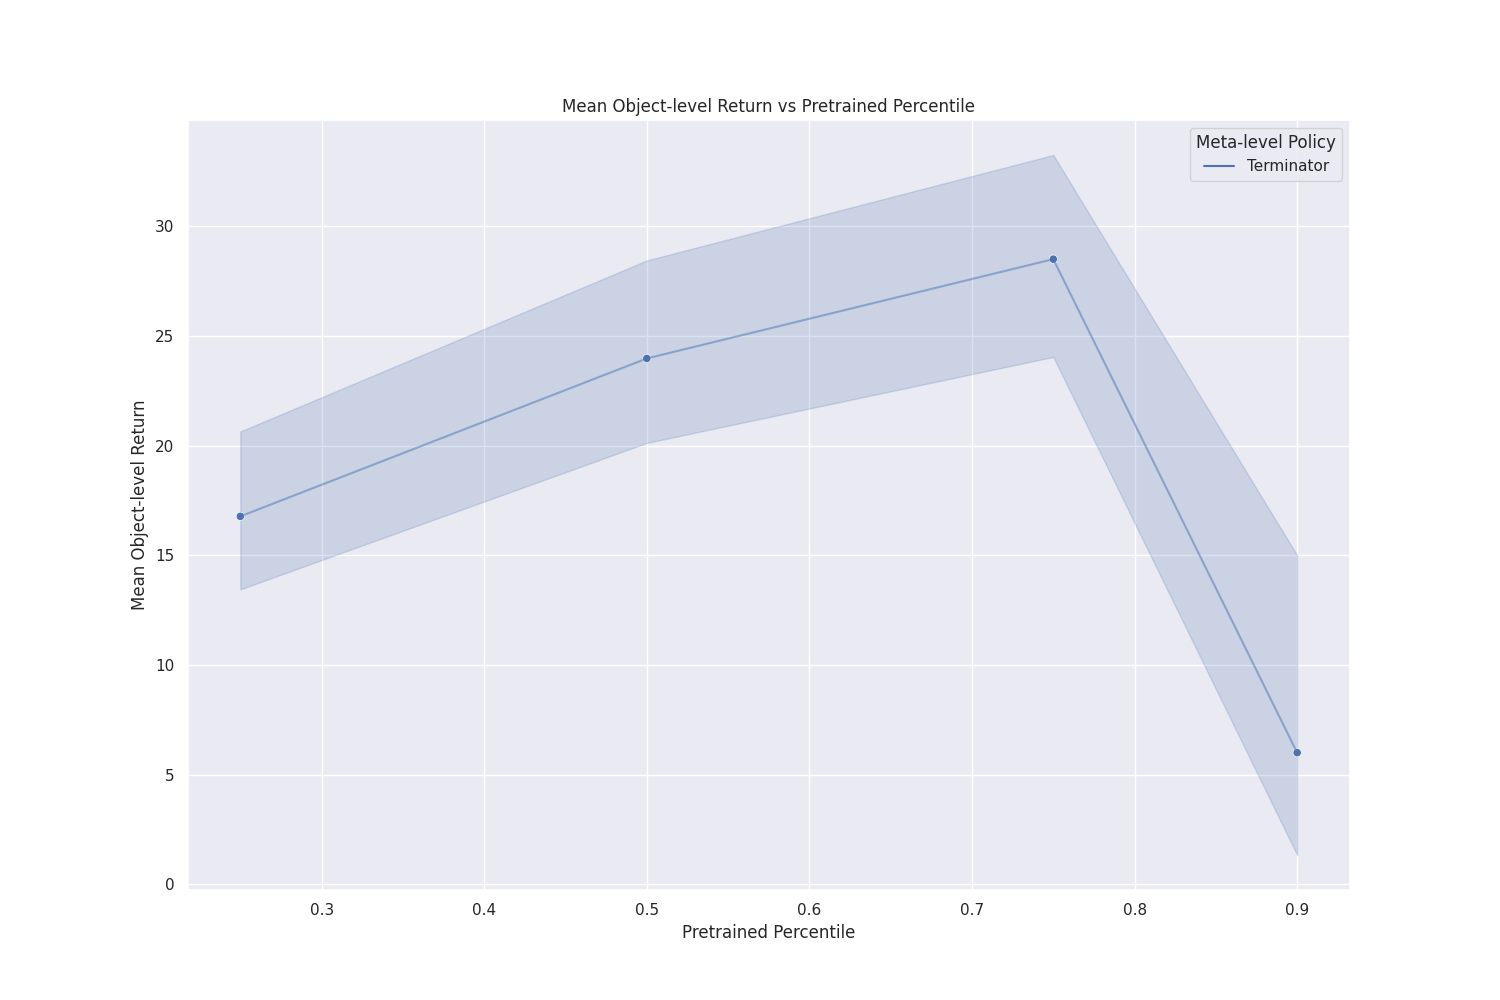 Mean Object-level Return vs Pretrained Percentile
Meta-level Policy
Terminator
Mean Object-level Return
30
25
20
15
10
5
0
0.3
0.4
0.5
0.6
0.7
0.8
0.9
Pretrained Percentile